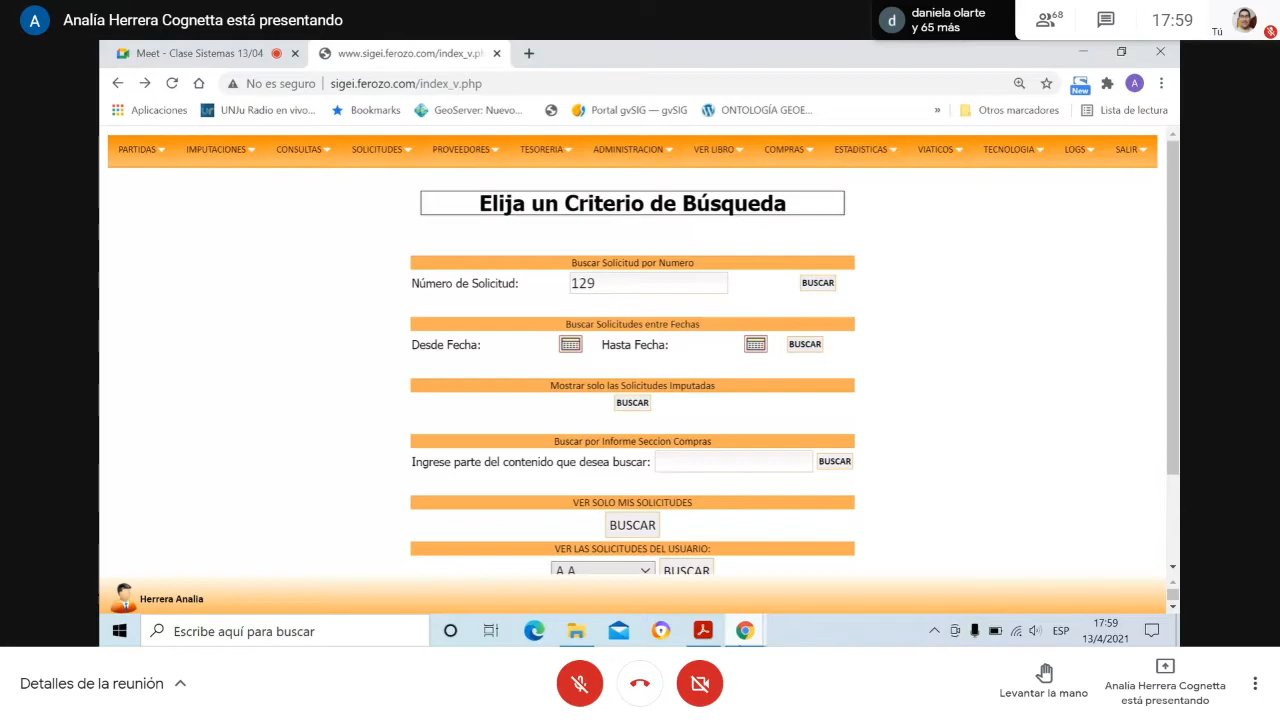 A Analía Herrera Cognetta está presentando
d daniela olarte
y 65 más
68
17:59
Tú
Meet - Clase Sistemas 13/04
www.sigei.ferozo.com/index_v.ph
No es seguro sigei.ferozo.com/index_v.php
A
New
Aplicaciones UNJu Radio en vivo... Bookmarks GeoServer: Nuevo... Portal gvSIG — gvSIG ONTOLOGÍA GEOE... » Otros marcadores Lista de lectura
PARTIDAS IMPUTACIONES CONSULTAS SOLICITUDES PROVEEDORES TESORERIA ADMINISTRACION VER LIBRO COMPRAS ESTADISTICAS VIATICOS TECNOLOGIA LOGS SALIR
Elija un Criterio de Búsqueda
Buscar Solicitud por Numero
Número de Solicitud: 129 BUSCAR
Buscar Solicitudes entre Fechas
Desde Fecha: Hasta Fecha: BUSCAR
Mostrar solo las Solicitudes Imputadas
BUSCAR
Buscar por Informe Seccion Compras
Ingrese parte del contenido que desea buscar: BUSCAR
VER SOLO MIS SOLICITUDES
BUSCAR
VER LAS SOLICITUDES DEL USUARIO:
A A BUSCAR
Herrera Analia
Escribe aquí para buscar
ESP
17:59
13/4/2021
Detalles de la reunión
Levantar la mano
Analía Herrera Cognetta
está presentando